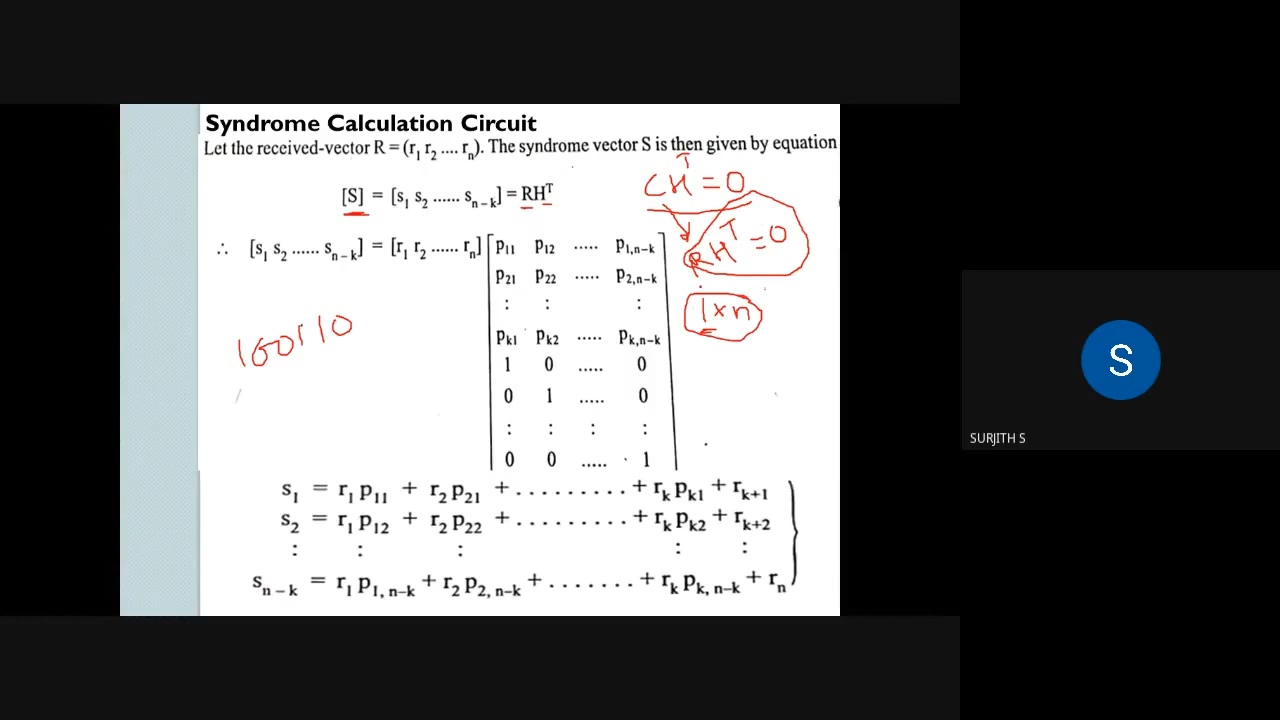 Syndrome Calculation Circuit
Let the received-vector R = (r₁ r₂ .... rₙ). The syndrome vector S is then given by equation
[S] = [s₁ s₂ ...... sₙ₋ₖ] = RHᵀ
CHᵀ = 0
RHᵀ = 0
∴ [s₁ s₂ ...... sₙ₋ₖ] = [r₁ r₂ ...... rₙ] [p₁₁ p₁₂ ..... p₁,ₙ₋ₖ
p₂₁ p₂₂ ..... p₂,ₙ₋ₖ
: : :
1×n
pₖ₁ pₖ₂ ..... pₖ,ₙ₋ₖ
100110
1 0 ..... 0
0 1 ..... 0
: : : :
0 0 ..... 1]
s₁ = r₁ p₁₁ + r₂ p₂₁ + ......... + rₖ pₖ₁ + rₖ₊₁
s₂ = r₁ p₁₂ + r₂ p₂₂ + ......... + rₖ pₖ₂ + rₖ₊₂
: : : : :
sₙ₋ₖ = r₁ p₁, ₙ₋ₖ + r₂ p₂, ₙ₋ₖ + ....... + rₖ pₖ, ₙ₋ₖ + rₙ
S
SURJITH S